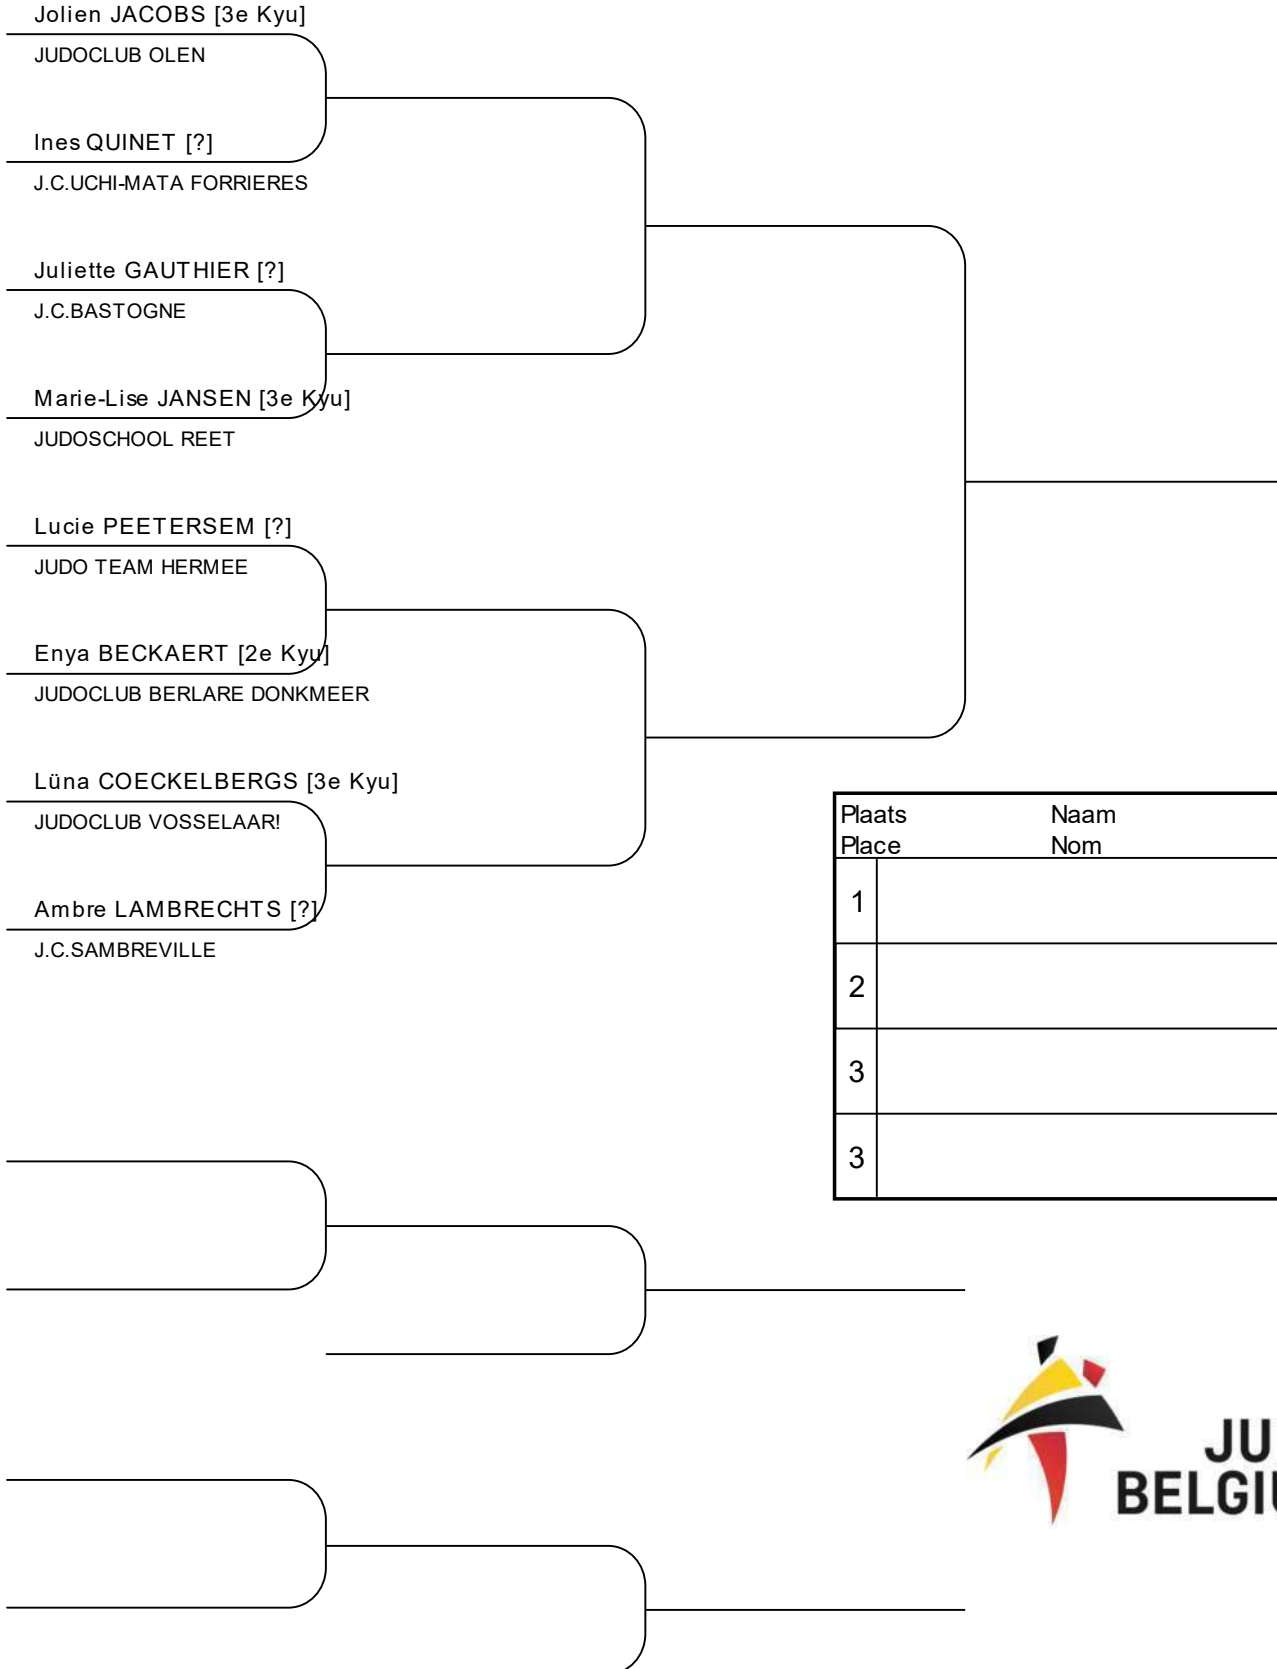 Jolien JACOBS [3e Kyu]
JUDOCLUB OLEN
Ines QUINET [?]
J.C.UCHI-MATA FORRIERES
Juliette GAUTHIER [?]
J.C.BASTOGNE
Marie-Lise JANSEN [3e Kyu]
JUDOSCHOOL REET
Lucie PEETERSEM [?]
JUDO TEAM HERMEE
Enya BECKAERT [2e Kyu]
JUDOCLUB BERLARE DONKMEER
Lüna COECKELBERGS [3e Kyu]
JUDOCLUB VOSSELAAR!
Ambre LAMBRECHTS [?]
J.C.SAMBREVILLE
Plaats Naam
Place Nom
1
2
3
3
JU
BELGIU